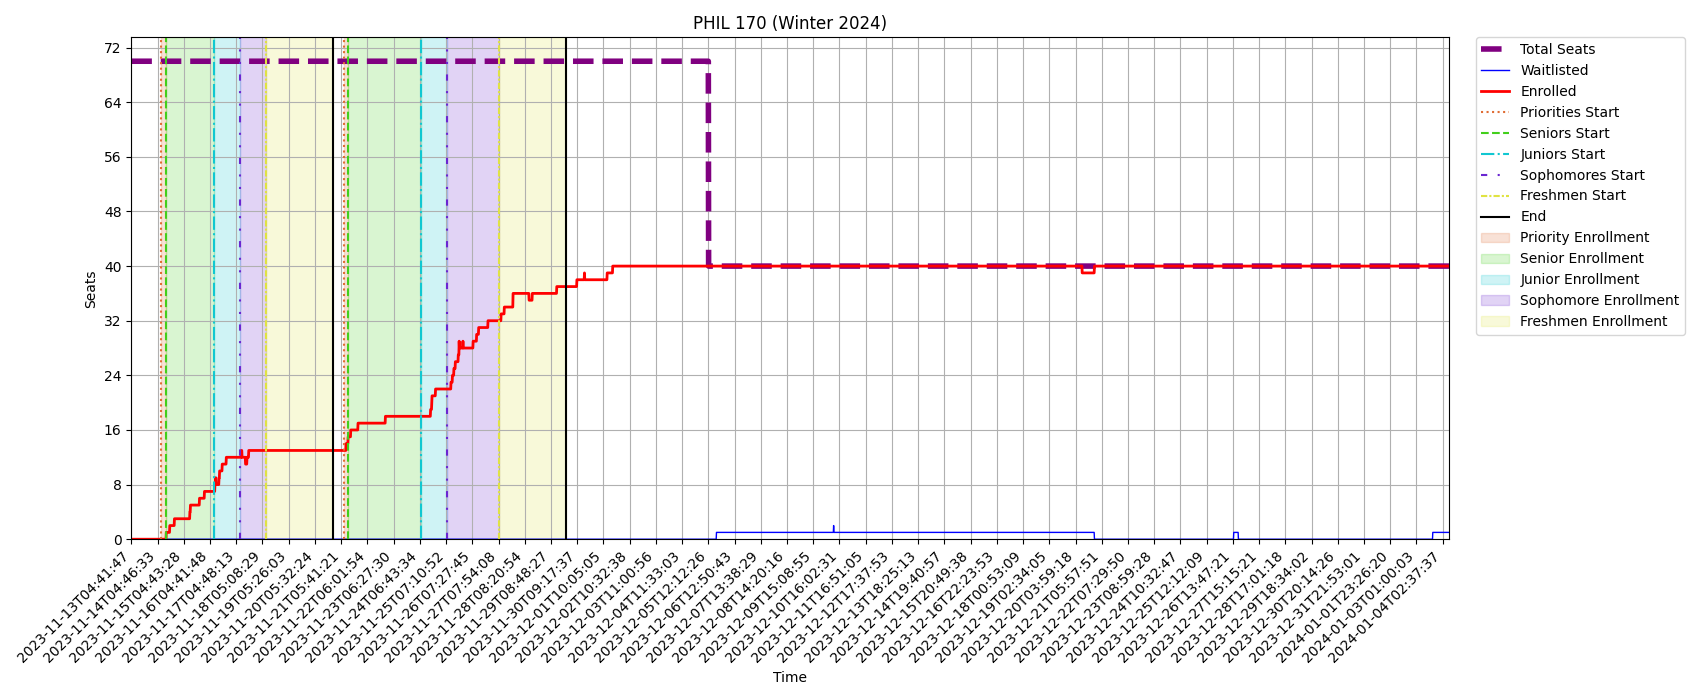 PHIL 170 (Winter 2024)
72
64
56
48
40
32
24
16
8
0
Seats
2023-11-13T04:41:47
2023-11-14T04:46:33
2023-11-15T04:43:28
2023-11-16T04:41:48
2023-11-17T04:48:13
2023-11-18T05:08:29
2023-11-19T05:26:03
2023-11-20T05:32:24
2023-11-21T05:41:21
2023-11-22T06:01:54
2023-11-23T06:27:30
2023-11-24T06:43:34
2023-11-25T07:10:52
2023-11-26T07:27:45
2023-11-27T07:54:08
2023-11-28T08:20:54
2023-11-29T08:48:27
2023-11-30T09:17:37
2023-12-01T10:05:05
2023-12-02T10:32:38
2023-12-03T11:00:56
2023-12-04T11:33:03
2023-12-05T12:12:26
2023-12-06T12:50:43
2023-12-07T13:38:29
2023-12-08T14:20:16
2023-12-09T15:08:55
2023-12-10T16:02:31
2023-12-11T16:51:05
2023-12-12T17:37:53
2023-12-13T18:25:13
2023-12-14T19:40:57
2023-12-15T20:49:38
2023-12-16T22:23:53
2023-12-18T00:53:09
2023-12-19T02:34:05
2023-12-20T03:59:18
2023-12-21T05:57:51
2023-12-22T07:29:50
2023-12-23T08:59:28
2023-12-24T10:32:47
2023-12-25T12:12:09
2023-12-26T13:47:21
2023-12-27T15:15:21
2023-12-28T17:01:18
2023-12-29T18:34:02
2023-12-30T20:14:26
2023-12-31T21:53:01
2024-01-01T23:26:20
2024-01-03T01:00:03
2024-01-04T02:37:37
Time
Total Seats
Waitlisted
Enrolled
Priorities Start
Seniors Start
Juniors Start
Sophomores Start
Freshmen Start
End
Priority Enrollment
Senior Enrollment
Junior Enrollment
Sophomore Enrollment
Freshmen Enrollment